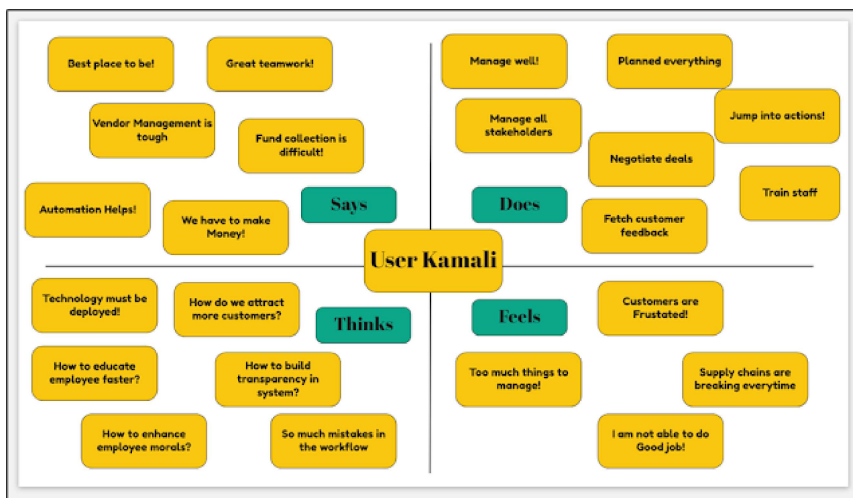 Best place to be!
Great teamwork!
Vendor Management is
tough
Fund collection is
difficult!
Automation Helps!
We have to make
Money!
Says
Manage well!
Planned everything
Manage all
stakeholders
Jump into actions!
Negotiate deals
Train staff
Fetch customer
feedback
Does
User Kamali
Technology must be
deployed!
How do we attract
more customers?
Thinks
How to educate
employee faster?
How to build
transparency in
system?
How to enhance
employee morals?
So much mistakes in
the workflow
Feels
Customers are
Frustated!
Too much things to
manage!
Supply chains are
breaking everytime
I am not able to do
Good job!